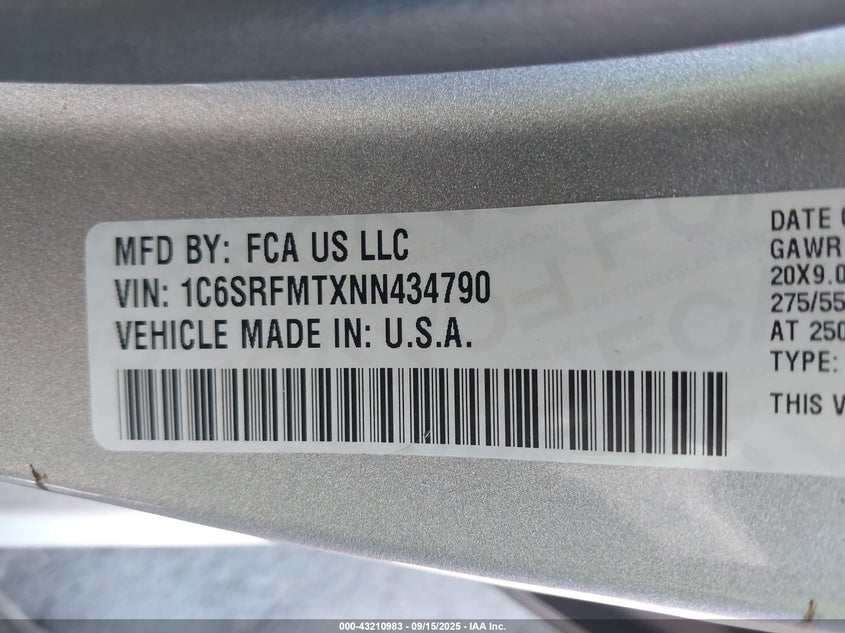 MFD BY: FCA US LLC
VIN: 1C6SRFMTXNN434790
VEHICLE MADE IN: U.S.A.
DATE
GAWR
20X9.0
275/55
AT 250
TYPE:
THIS V
000-43210983 - 09/15/2025 - IAA Inc.